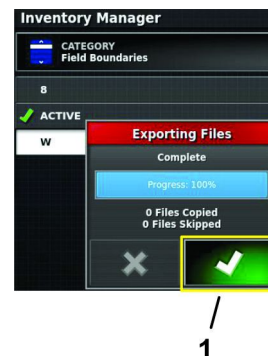 Inventory Manager
CATEGORY
Field Boundaries
8
ACTIVE
W
Exporting Files
Complete
Progress: 100%
0 Files Copied
0 Files Skipped
1